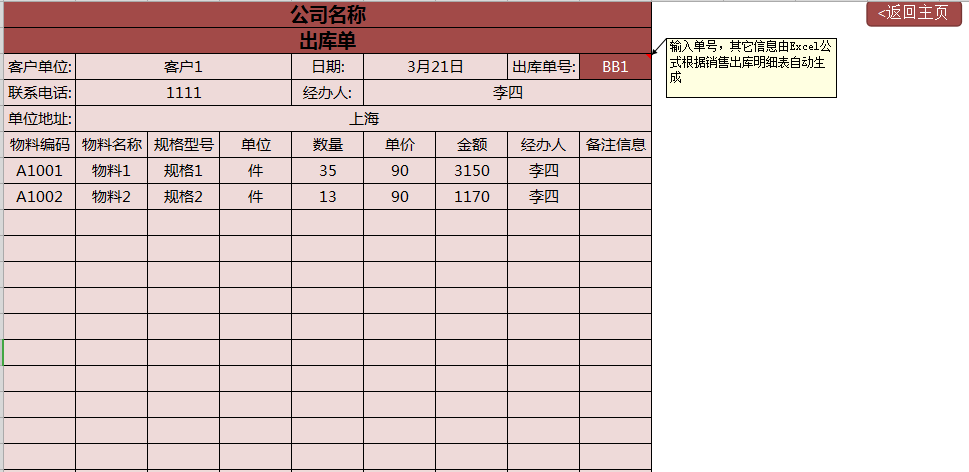 公司名称
<返回主页
出库单
客户单位: 客户1 日期: 3月21日 出库单号: BB1
输入单号，其它信息由Excel公
式根据销售出库明细表自动生
成
联系电话: 1111 经办人: 李四
单位地址: 上海
物料编码 物料名称 规格型号 单位 数量 单价 金额 经办人 备注信息
A1001 物料1 规格1 件 35 90 3150 李四
A1002 物料2 规格2 件 13 90 1170 李四